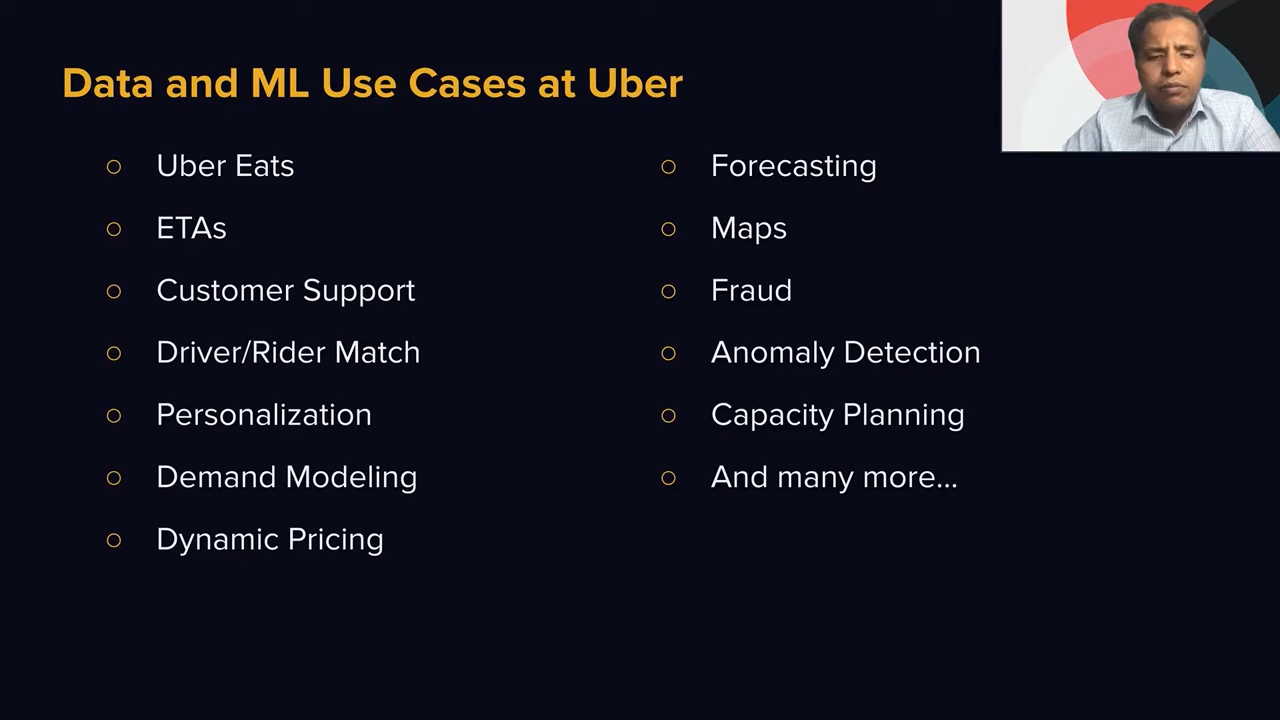 Data and ML Use Cases at Uber
Uber Eats
ETAs
Customer Support
Driver/Rider Match
Personalization
Demand Modeling
Dynamic Pricing
Forecasting
Maps
Fraud
Anomaly Detection
Capacity Planning
And many more...